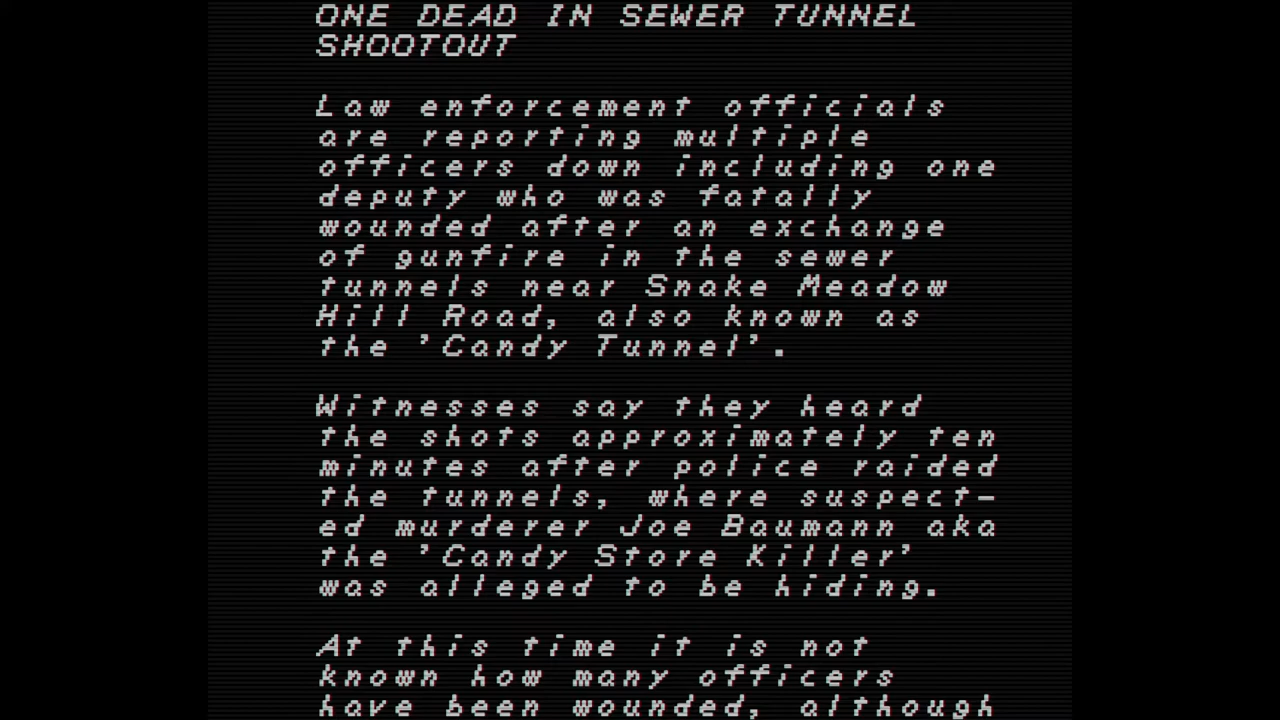 ONE DEAD IN SEWER TUNNEL
SHOOTOUT
Law enforcement officials
are reporting multiple
officers down including one
deputy who was fatally
wounded after an exchange
of gunfire in the sewer
tunnels near Snake Meadow
Hill Road, also known as
the 'Candy Tunnel'.
Witnesses say they heard
the shots approximately ten
minutes after police raided
the tunnels, where suspect-
ed murderer Joe Baumann aka
the 'Candy Store Killer'
was alleged to be hiding.
At this time it is not
known how many officers
have been wounded, although